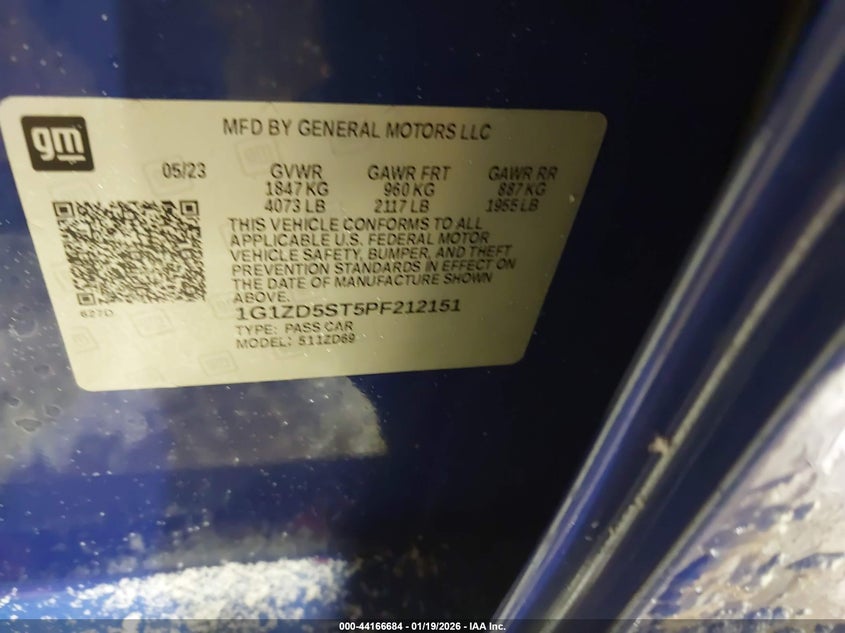 gm
MFD BY GENERAL MOTORS LLC
05/23 GVWR GAWR FRT GAWR RR
1847 KG 960 KG 887 KG
4073 LB 2117 LB 1955 LB
THIS VEHICLE CONFORMS TO ALL
APPLICABLE U.S. FEDERAL MOTOR
VEHICLE SAFETY, BUMPER, AND THEFT
PREVENTION STANDARDS IN EFFECT ON
THE DATE OF MANUFACTURE SHOWN
ABOVE.
627D
1G1ZD5ST5PF212151
TYPE: PASS CAR
MODEL: 511ZD69
000-44166684 - 01/19/2026 - © IAA, Inc.